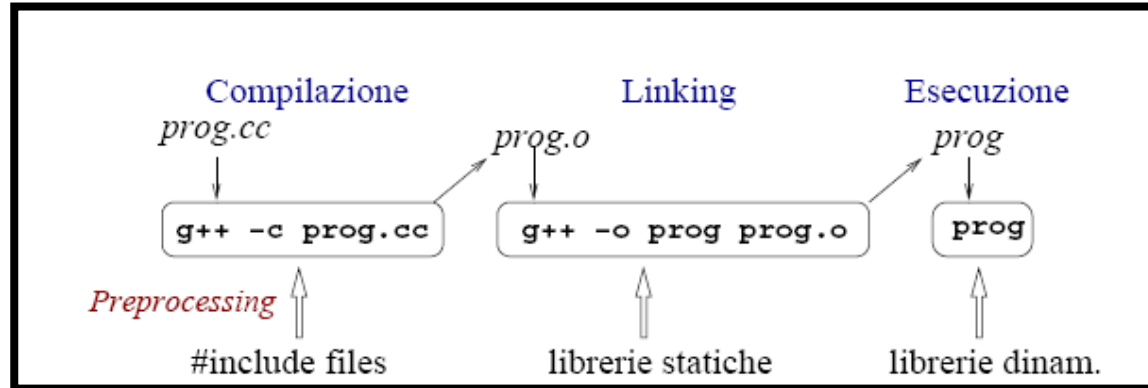 Compilazione Linking Esecuzione
prog.cc prog.o prog
g++ -c prog.cc g++ -o prog prog.o prog
Preprocessing
#include files librerie statiche librerie dinam.